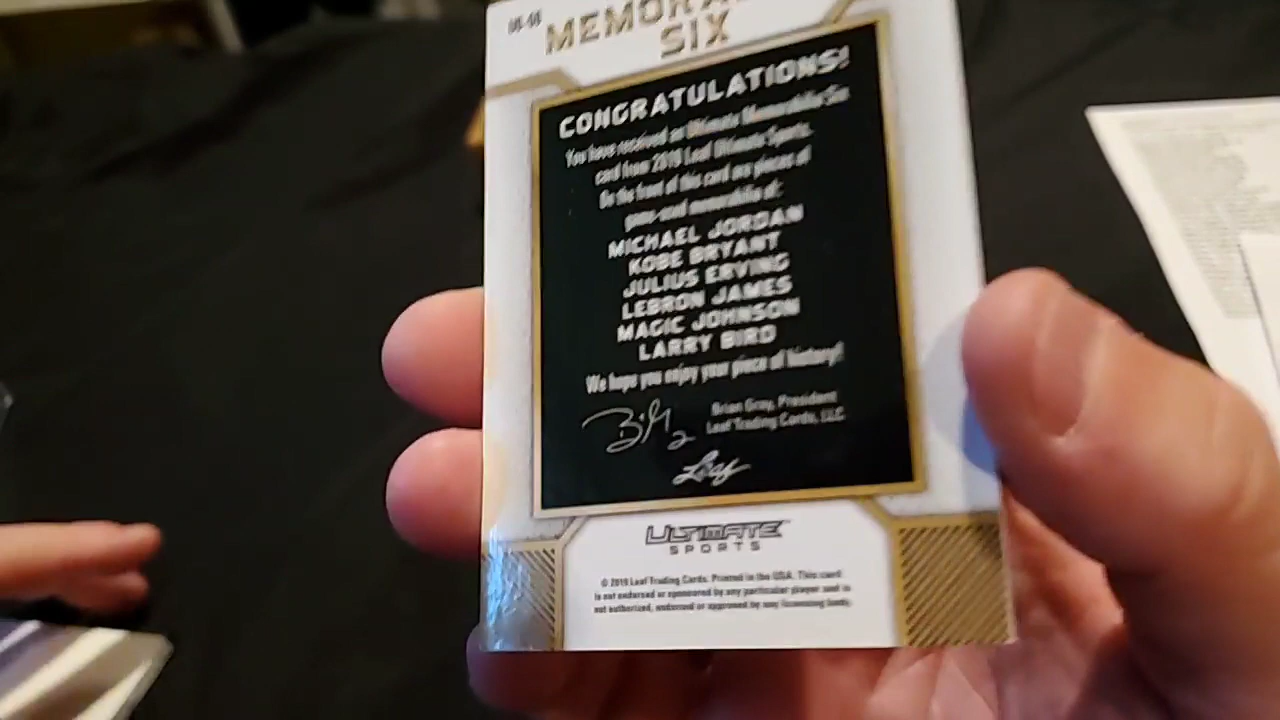 SIX
CONGRATULATIONS!
You have received an Ultimate Memorabilia Six
card from 2019 Leaf Ultimate Sports.
On the front of this card are pieces of
game-used memorabilia of:
MICHAEL JORDAN
KOBE BRYANT
JULIUS ERVING
LEBRON JAMES
MAGIC JOHNSON
LARRY BIRD
We hope you enjoy your piece of history!
Brian Gray, President
Leaf Trading Cards, LLC
Leaf
ULTIMATE
SPORTS
© 2019 Leaf Trading Cards. Printed in the USA. This card
is not endorsed or sponsored by any particular player and is
not authorized, endorsed or approved by any licensing body.